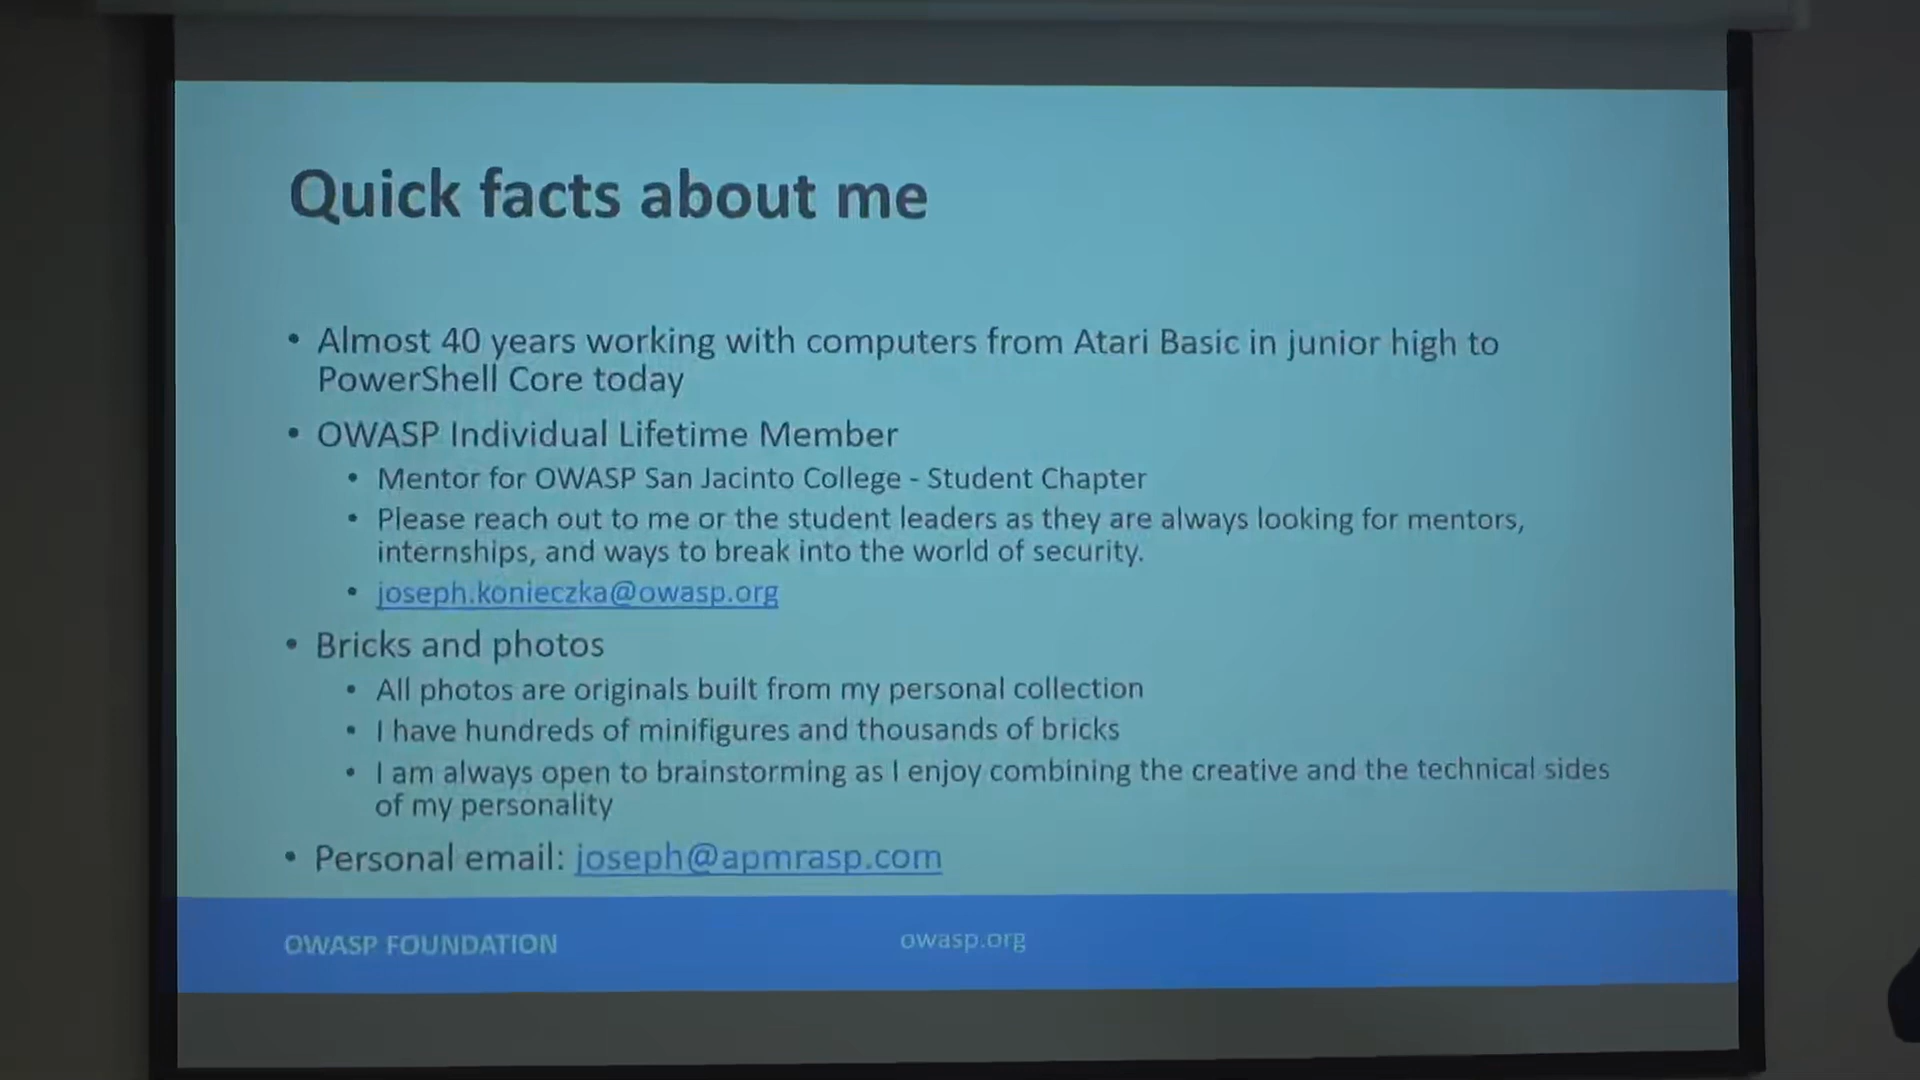 Quick facts about me
• Almost 40 years working with computers from Atari Basic in junior high to
PowerShell Core today
• OWASP Individual Lifetime Member
• Mentor for OWASP San Jacinto College - Student Chapter
• Please reach out to me or the student leaders as they are always looking for mentors,
internships, and ways to break into the world of security.
• joseph.konieczka@owasp.org
• Bricks and photos
• All photos are originals built from my personal collection
• I have hundreds of minifigures and thousands of bricks
• I am always open to brainstorming as I enjoy combining the creative and the technical sides
of my personality
• Personal email: joseph@apmrasp.com
OWASP FOUNDATION
owasp.org